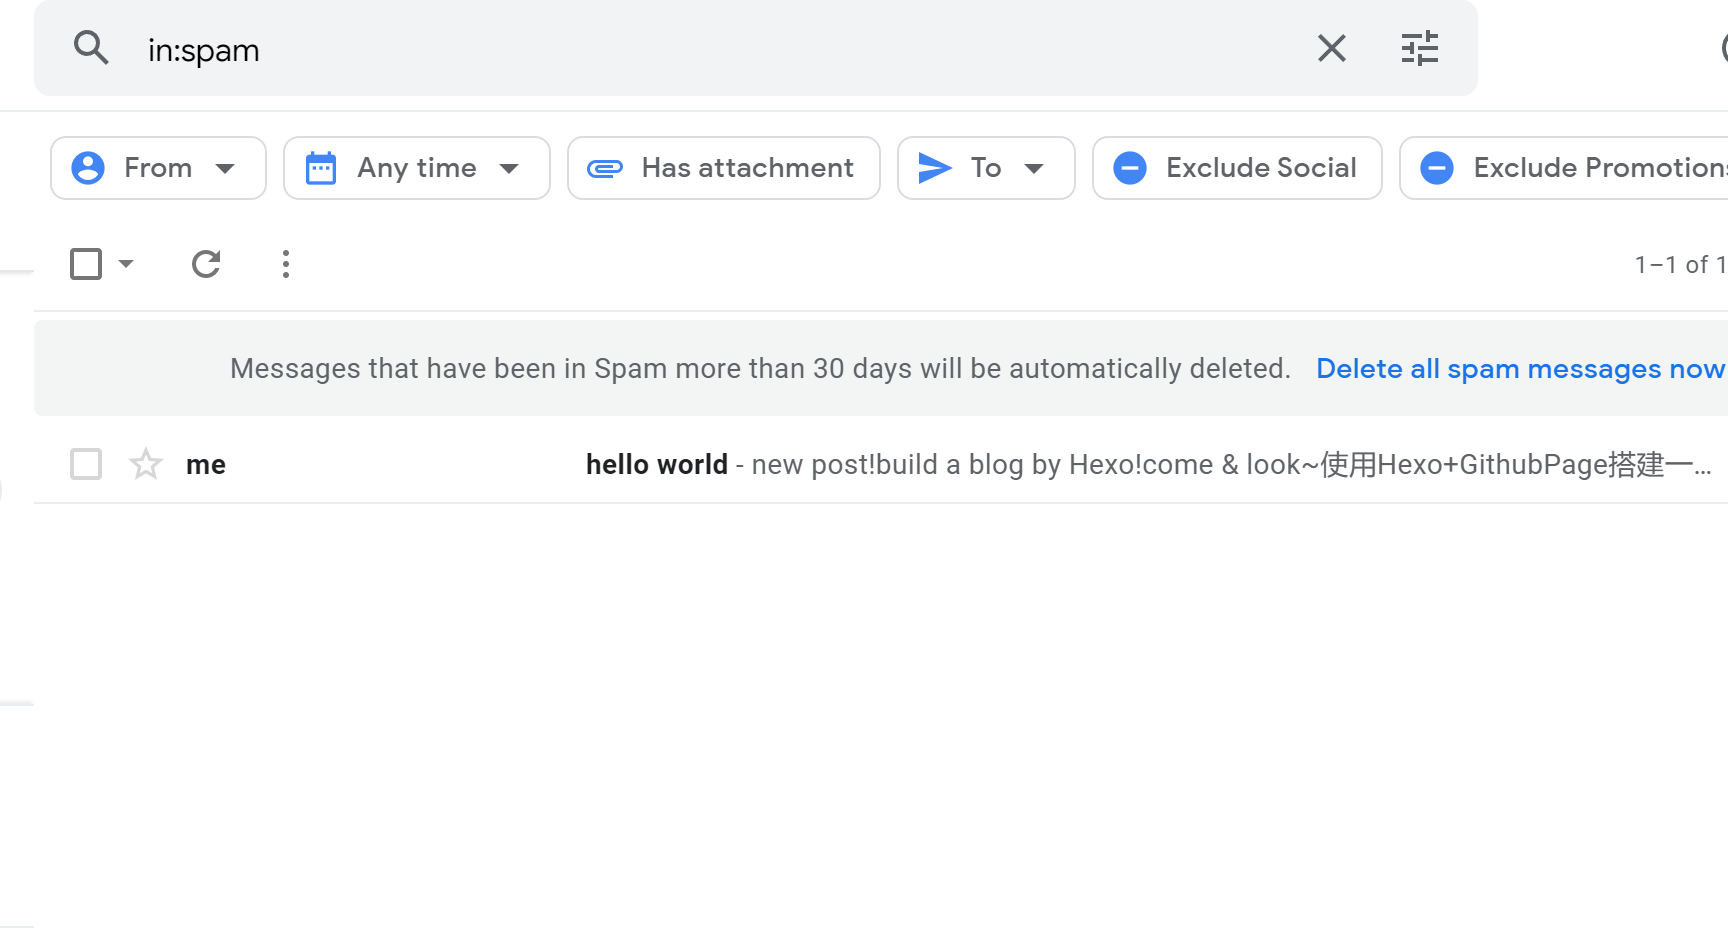 in:spam
From Any time Has attachment To Exclude Social Exclude Promotions
1–1 of 1
Messages that have been in Spam more than 30 days will be automatically deleted. Delete all spam messages now
me hello world - new post!build a blog by Hexo!come & look~使用Hexo+GithubPage搭建一...